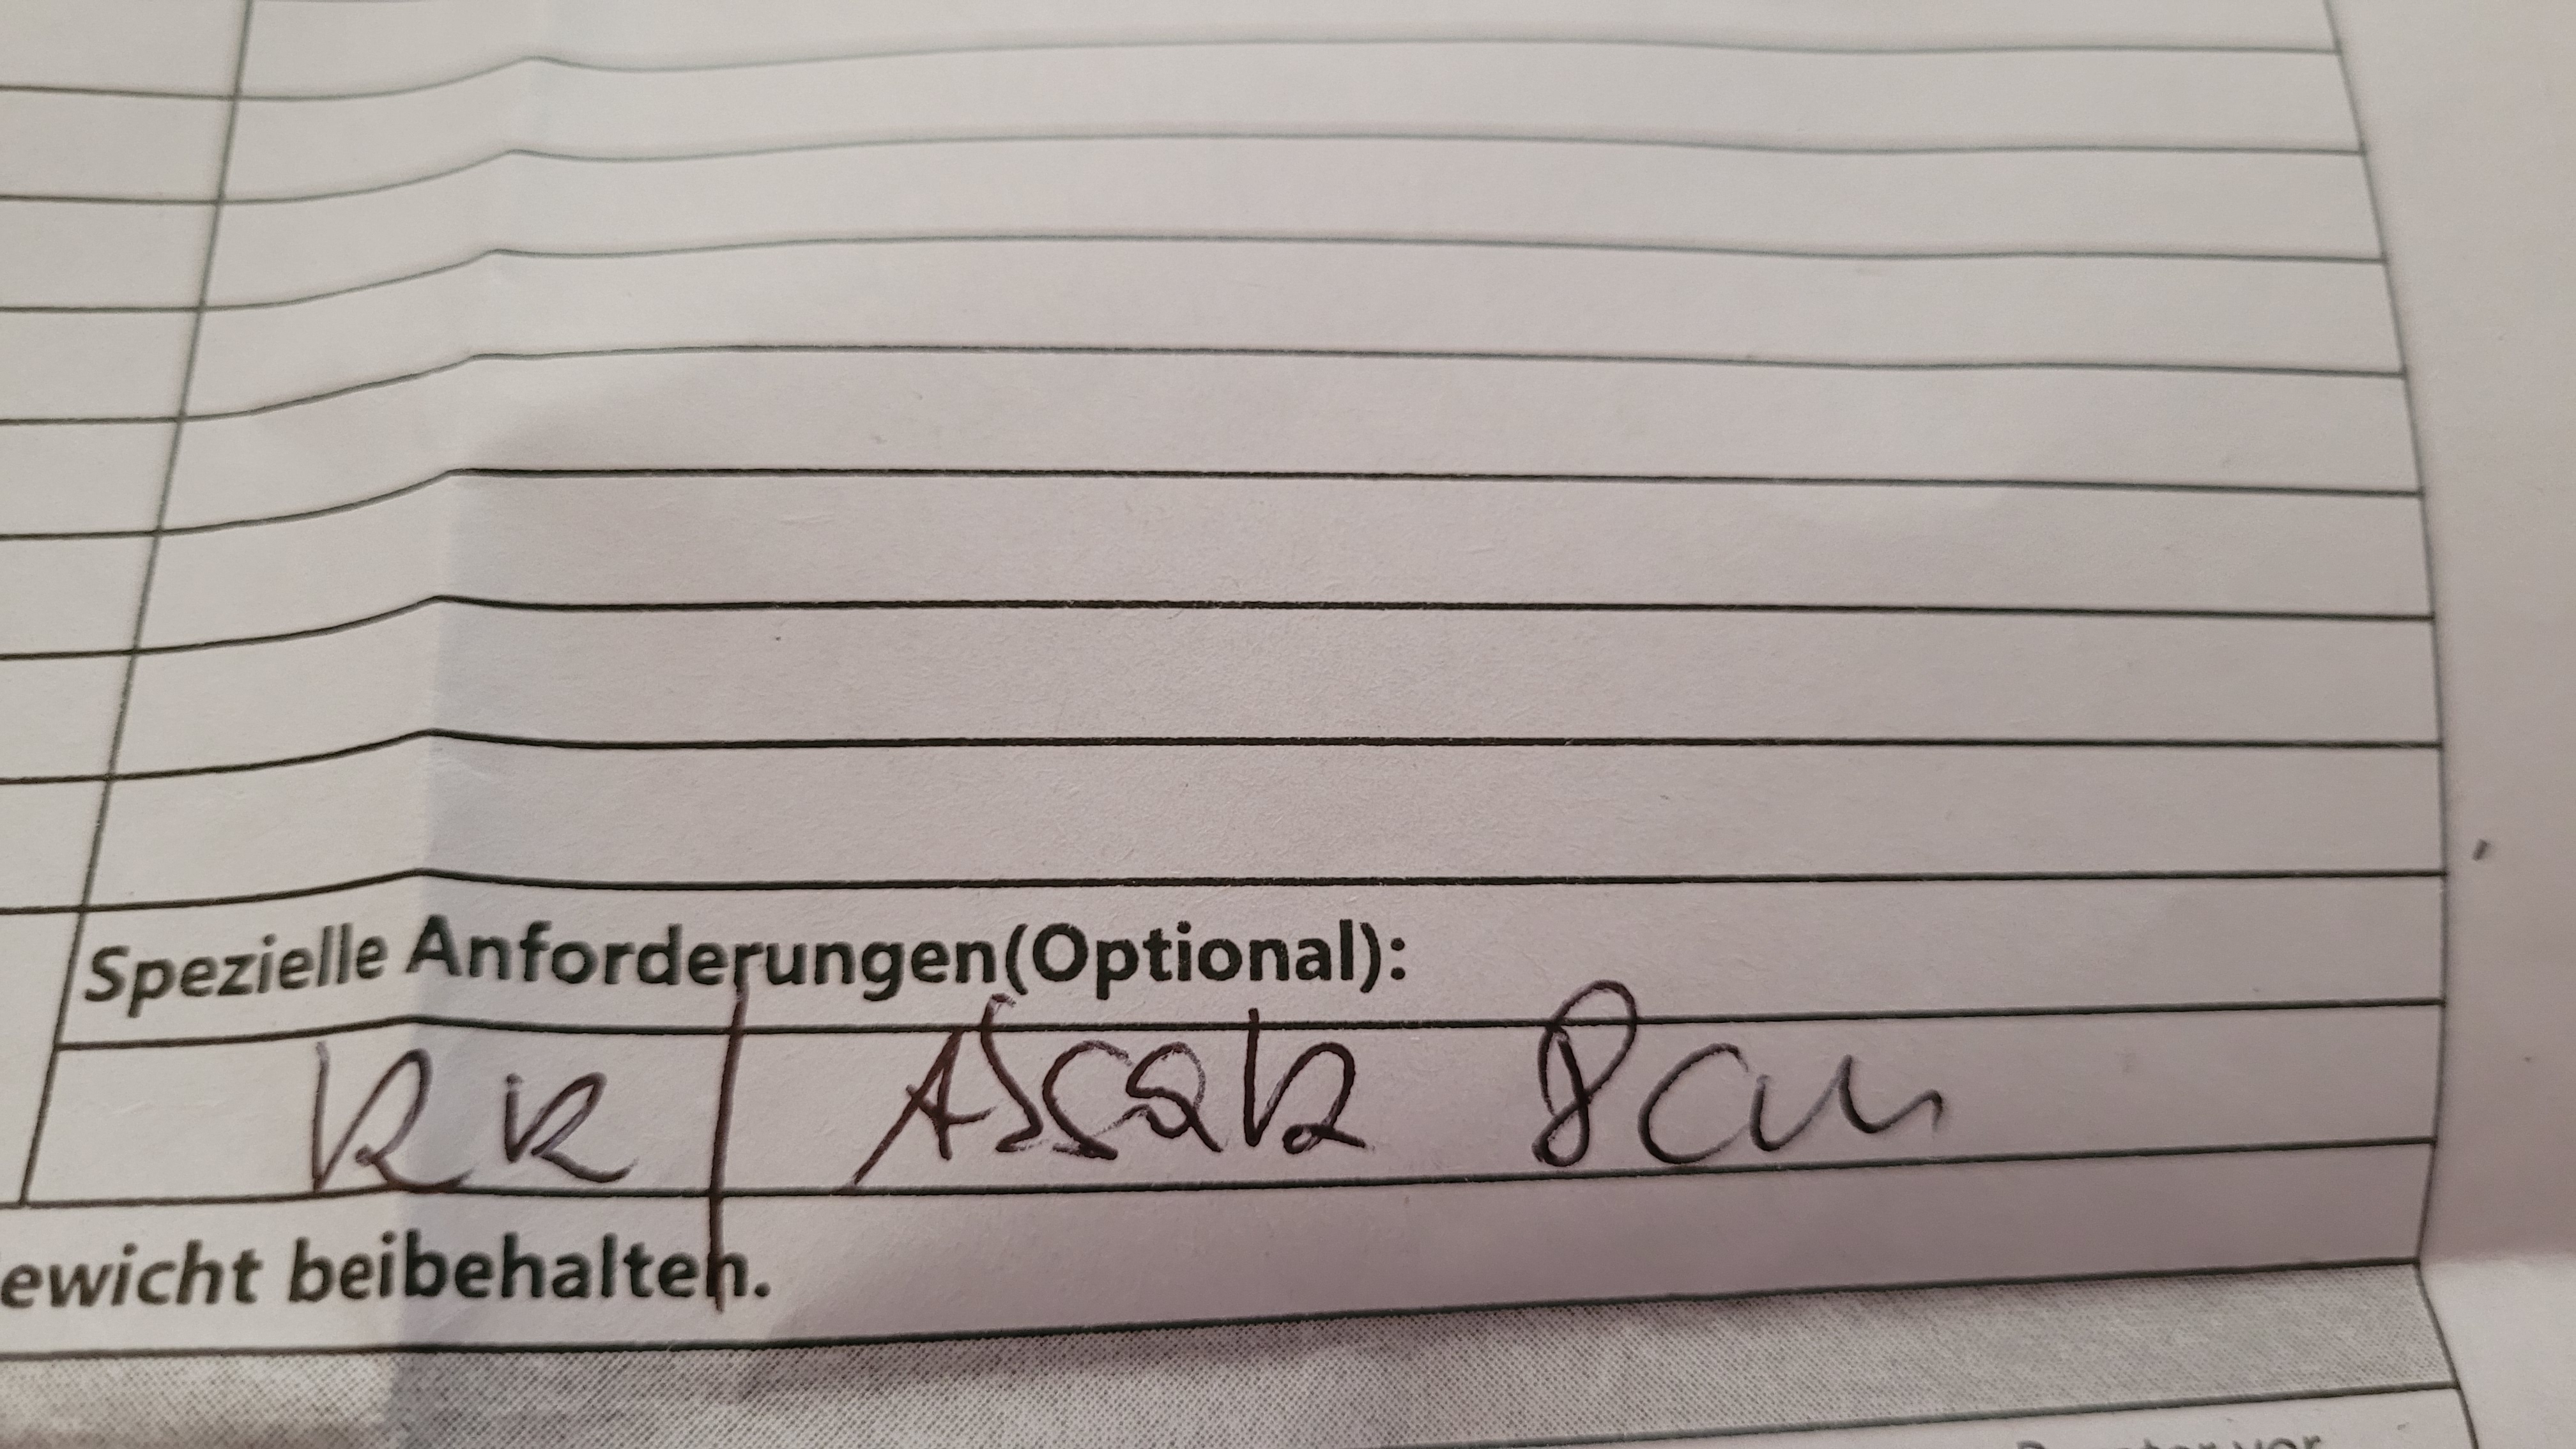 Spezielle Anforderungen(Optional):
KK | Absatz 8cm
ewicht beibehalten.